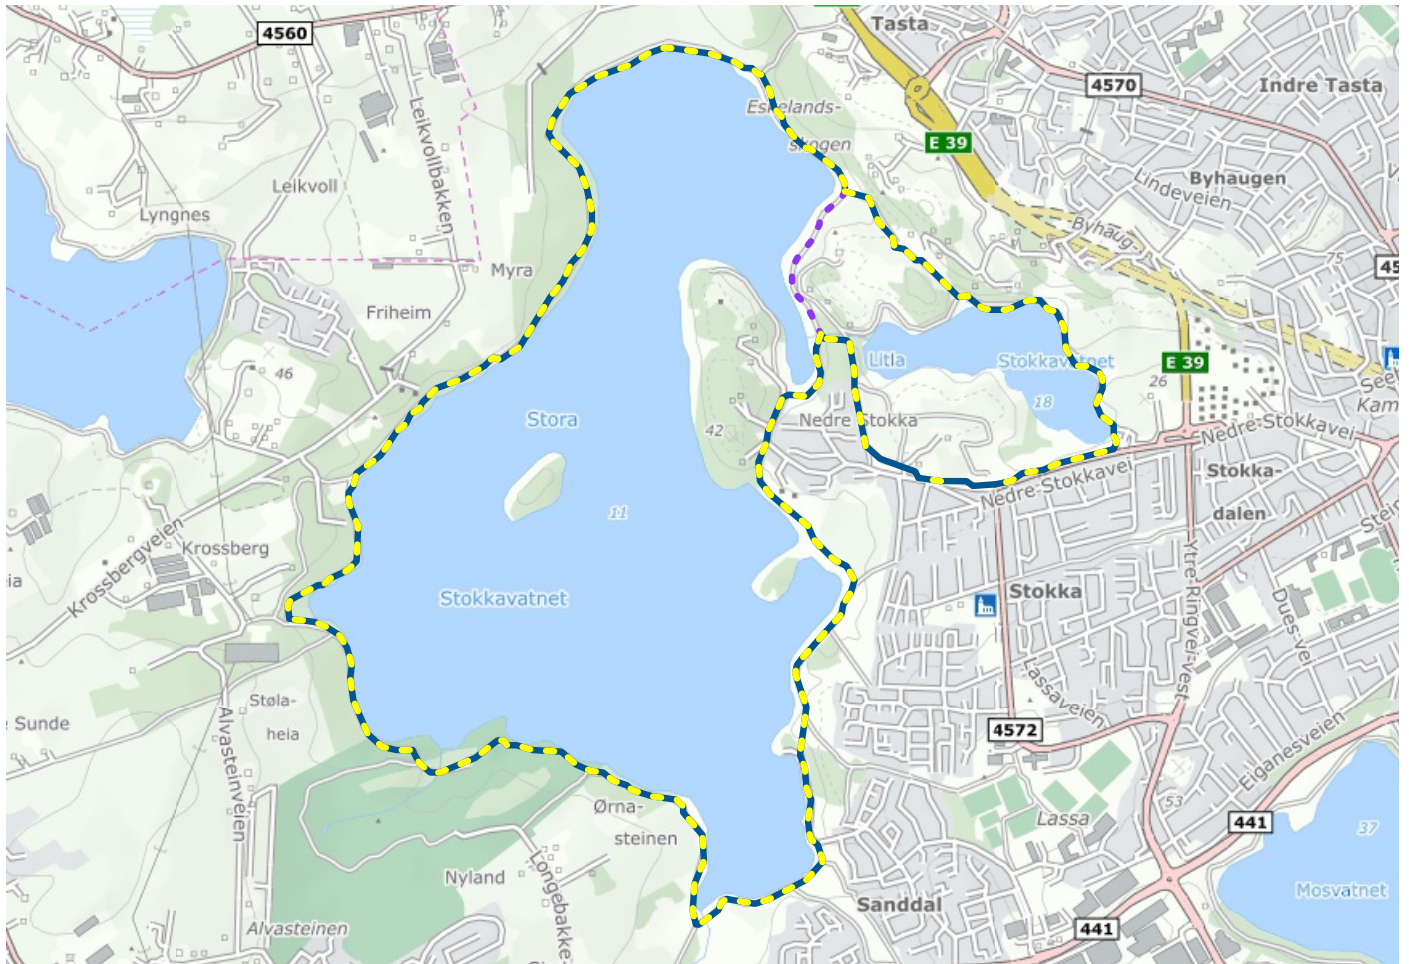 4560
Tasta
4570
Indre Tasta
Eskelands-
skogen
E 39
Leikvollbakken
Leikvoll
Byhaugen
Lindeveien
Lyngnes
Byhaug-
75
45
Myra
Friheim
46
Litla
Stokkavatnet
E 39
26
18
Stora
42
Nedre Stokka
Nedre-Stokkavei
Kam
Nedre-Stokkavei
Stokka-
dalen
11
Krossbergveien
Krossberg
Stokkavatnet
Stokka
Ytre-Ringvei-vest
Dues-vei
Lassaveien
Støla-
heia
Sunde
Alvasteinveien
4572
Eiganesveien
53
Ørna-
steinen
Lassa
441
37
Nyland
Longebakke-
Mosvatnet
Sanddal
Alvasteinen
441